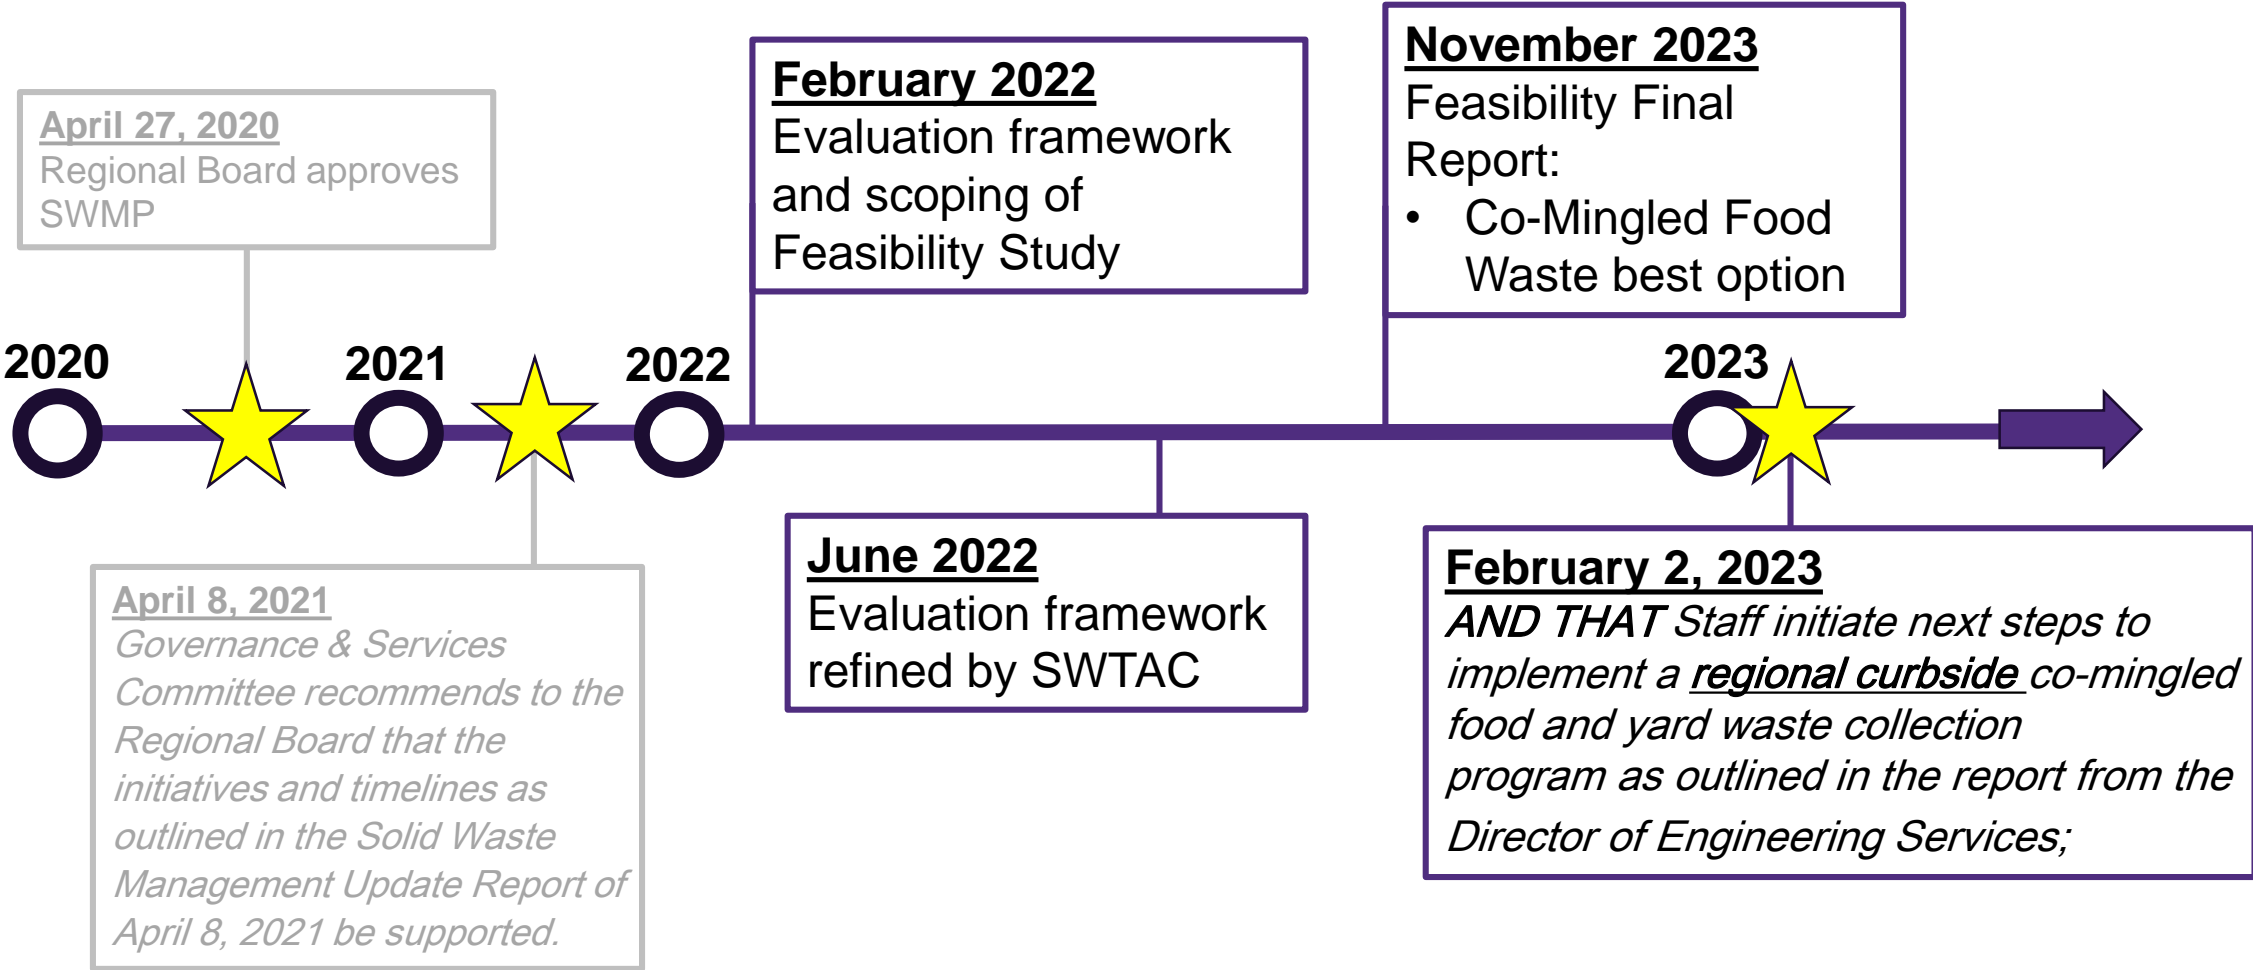 April 27, 2020
Regional Board approves
SWMP
February 2022
Evaluation framework
and scoping of
Feasibility Study
November 2023
Feasibility Final
Report:
• Co-Mingled Food
Waste best option
2020
2021
2022
2023
April 8, 2021
Governance & Services
Committee recommends to the
Regional Board that the
initiatives and timelines as
outlined in the Solid Waste
Management Update Report of
April 8, 2021 be supported.
June 2022
Evaluation framework
refined by SWTAC
February 2, 2023
AND THAT Staff initiate next steps to
implement a regional curbside co-mingled
food and yard waste collection
program as outlined in the report from the
Director of Engineering Services;